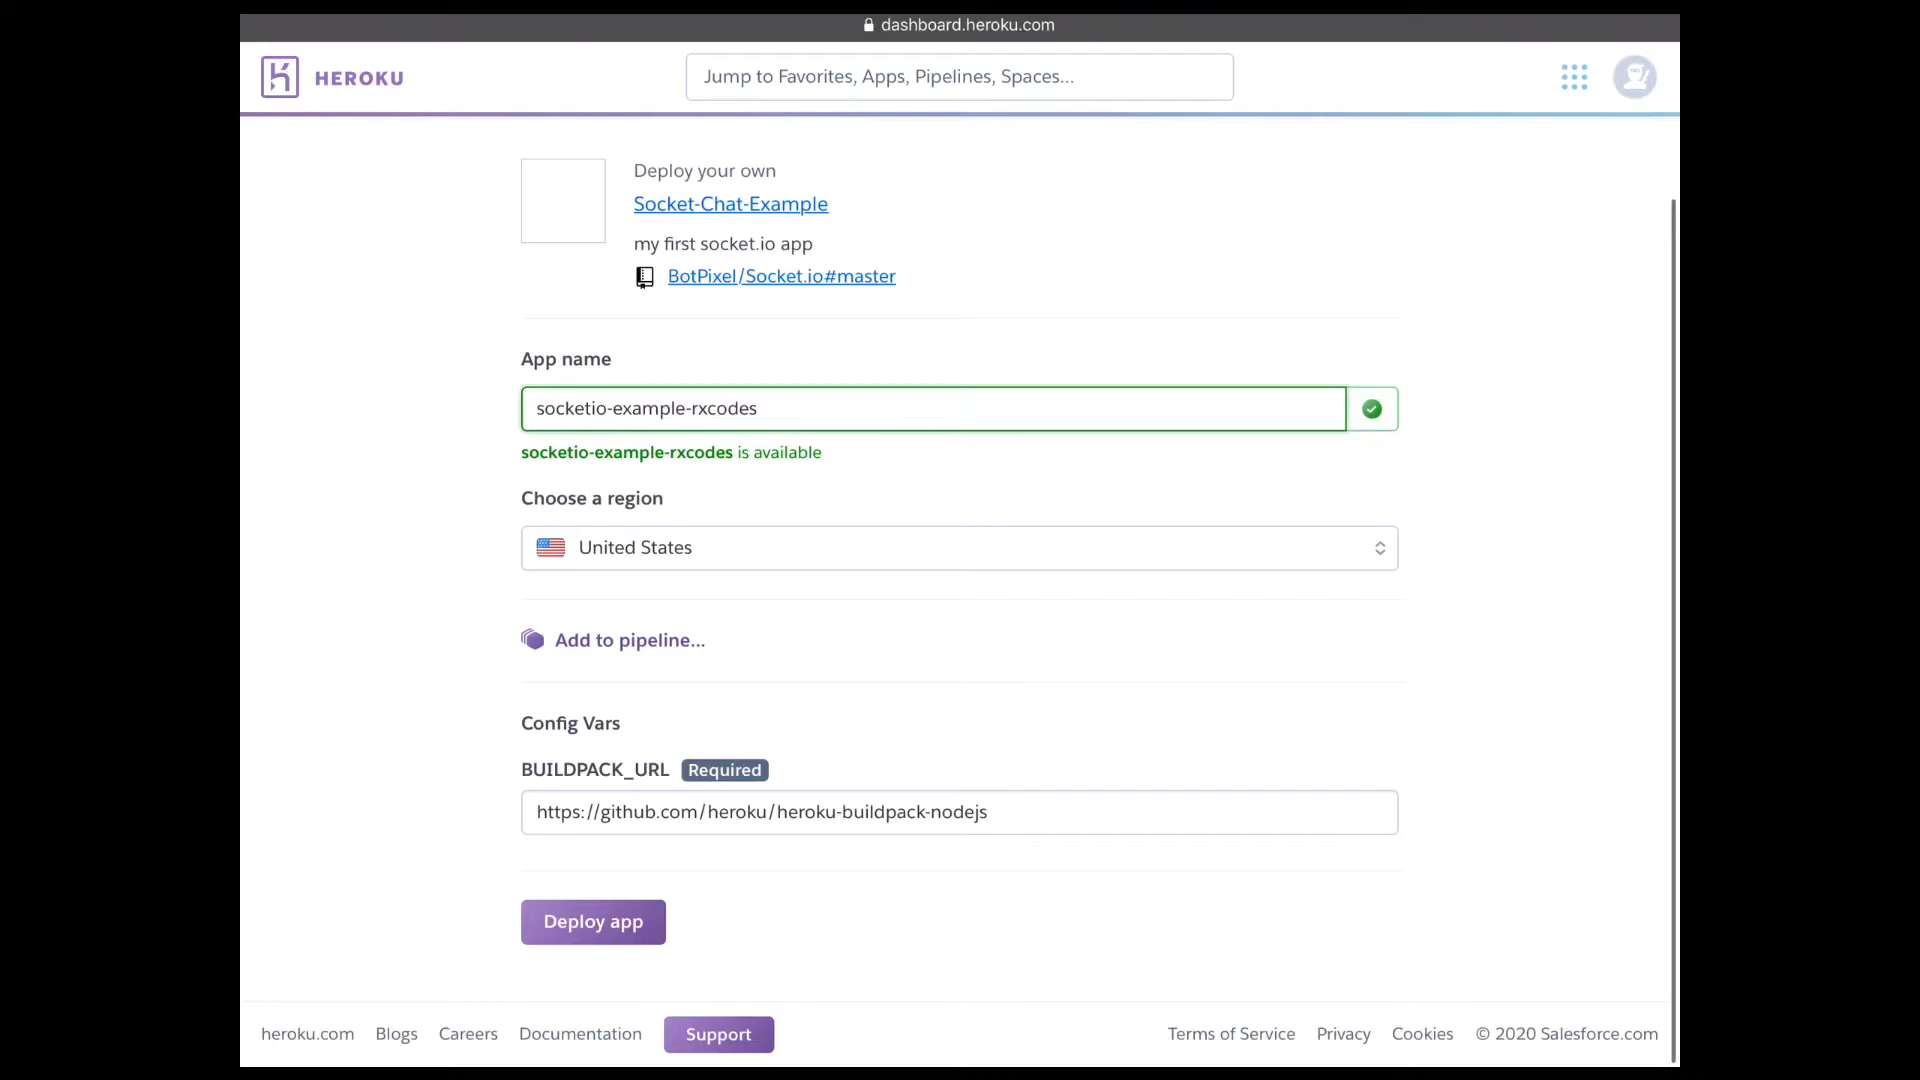 dashboard.heroku.com
HEROKU
Jump to Favorites, Apps, Pipelines, Spaces...
Deploy your own
Socket-Chat-Example
my first socket.io app
BotPixel/Socket.io#master
App name
socketio-example-rxcodes
socketio-example-rxcodes is available
Choose a region
United States
Add to pipeline...
Config Vars
BUILDPACK_URL Required
https://github.com/heroku/heroku-buildpack-nodejs
Deploy app
heroku.com Blogs Careers Documentation Support Terms of Service Privacy Cookies © 2020 Salesforce.com